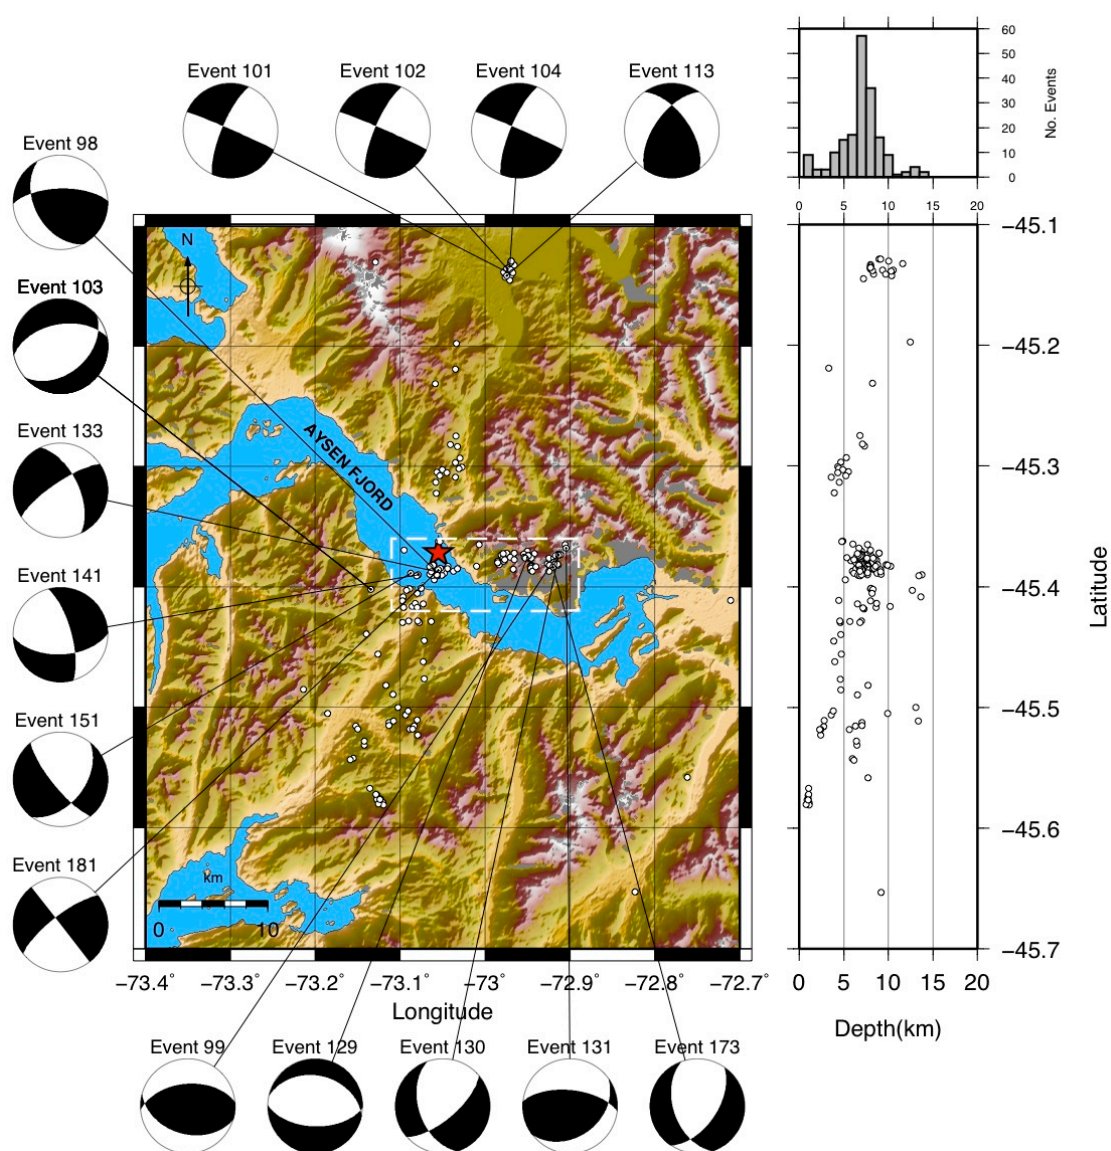 Event 101
Event 102
Event 104
Event 113
Event 98
Event 103
Event 133
Event 141
Event 151
Event 181
N
AYSEN FJORD
km
0 10
−73.4° −73.3° −73.2° −73.1° −73° −72.9° −72.8° −72.7°
Longitude
Event 99
Event 129
Event 130
Event 131
Event 173
60
50
40
30
20
10
0
No. Events
0 5 10 15 20
−45.1
−45.2
−45.3
−45.4
−45.5
−45.6
−45.7
Latitude
0 5 10 15 20
Depth(km)